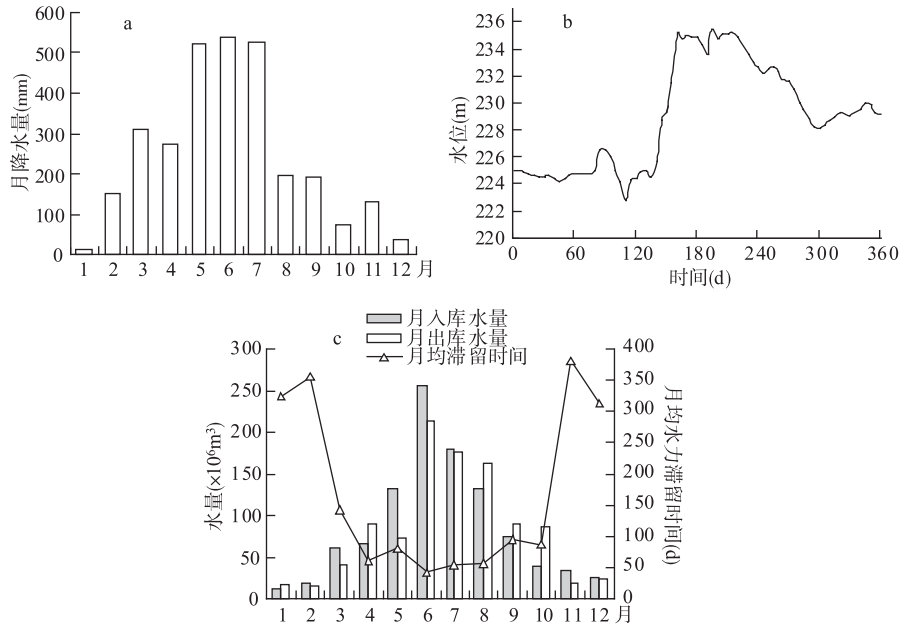 a
月降水量(mm)
600
500
400
300
200
100
0
1 2 3 4 5 6 7 8 9 10 11 12 月
b
水位(m)
236
234
232
230
228
226
224
222
220
0 60 120 180 240 300 360
时间(d)
c
月入库水量
月出库水量
月均滞留时间
水量(×10⁶m³)
300
250
200
150
100
50
0
400
350
300
250
200
150
100
50
0
月均水力滞留时间(d)
1 2 3 4 5 6 7 8 9 10 11 12 月